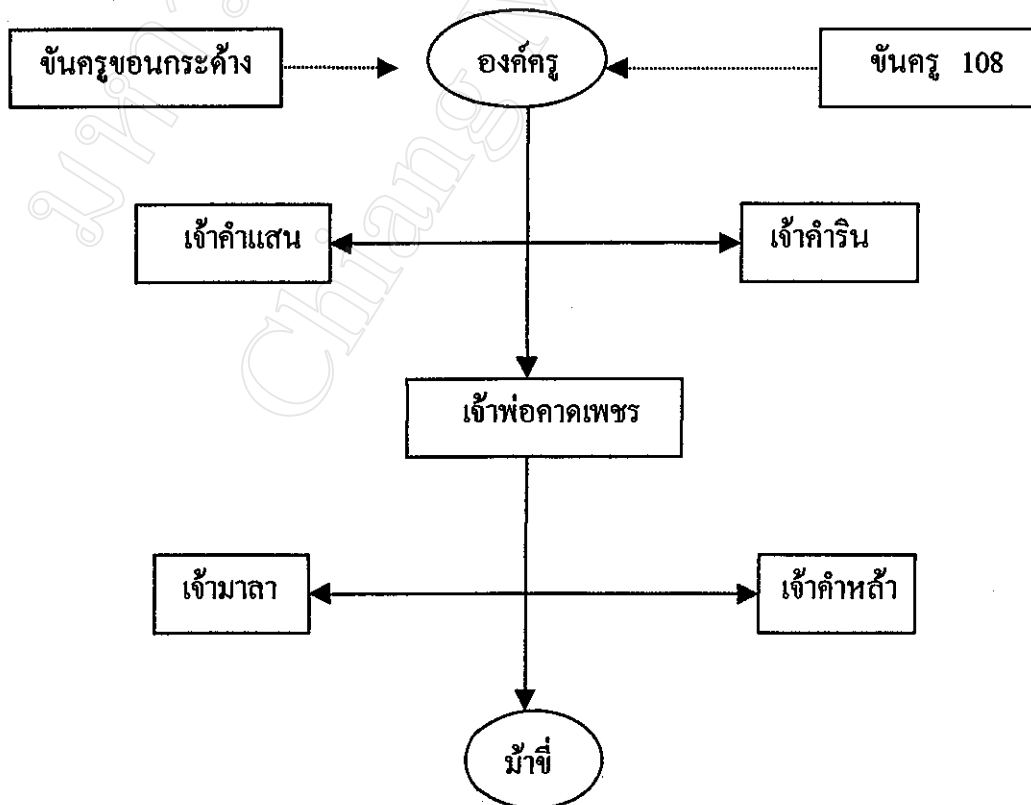 ขันครูขอนกระด้าง
องค์ครู
ขันครู 108
เจ้าคำแสน
เจ้าคำริน
เจ้าพ่อคาดเพชร
เจ้ามาลา
เจ้าคำหล้า
ม้าขี่
Chiang